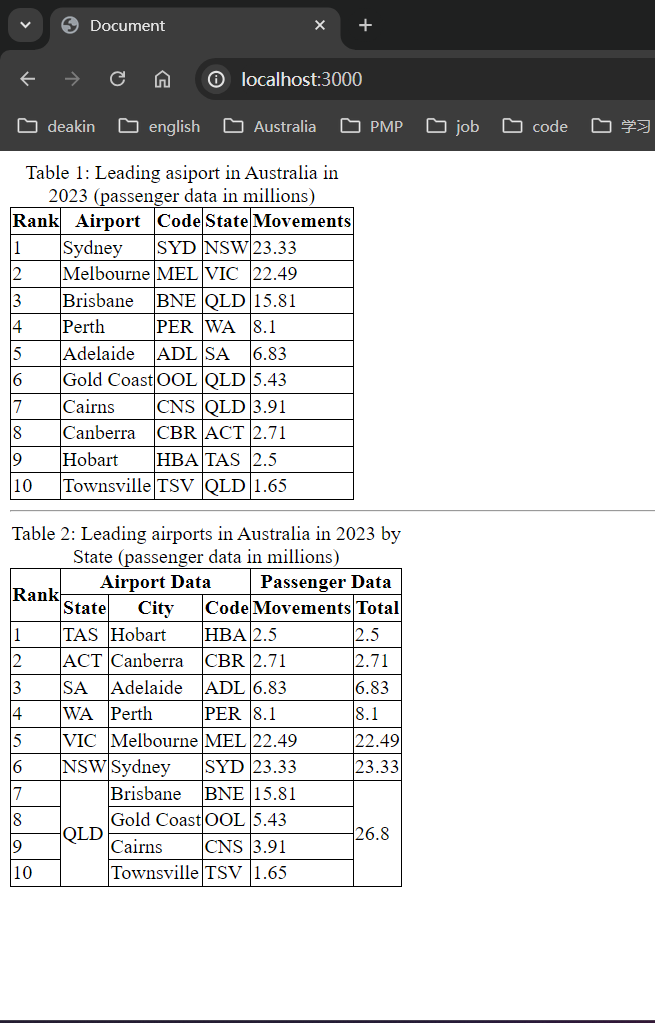 Document
localhost:3000
deakin english Australia PMP job code 学习
Table 1: Leading asiport in Australia in
2023 (passenger data in millions)
Rank Airport Code State Movements
1 Sydney SYD NSW 23.33
2 Melbourne MEL VIC 22.49
3 Brisbane BNE QLD 15.81
4 Perth PER WA 8.1
5 Adelaide ADL SA 6.83
6 Gold Coast OOL QLD 5.43
7 Cairns CNS QLD 3.91
8 Canberra CBR ACT 2.71
9 Hobart HBA TAS 2.5
10 Townsville TSV QLD 1.65
Table 2: Leading airports in Australia in 2023 by
State (passenger data in millions)
Rank Airport Data Passenger Data
State City Code Movements Total
1 TAS Hobart HBA 2.5 2.5
2 ACT Canberra CBR 2.71 2.71
3 SA Adelaide ADL 6.83 6.83
4 WA Perth PER 8.1 8.1
5 VIC Melbourne MEL 22.49 22.49
6 NSW Sydney SYD 23.33 23.33
7 QLD Brisbane BNE 15.81 26.8
8 Gold Coast OOL 5.43
9 Cairns CNS 3.91
10 Townsville TSV 1.65